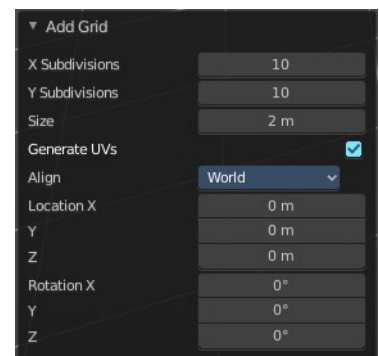 Add Grid
X Subdivisions 10
Y Subdivisions 10
Size 2 m
Generate UVs
Align World
Location X 0 m
Y 0 m
Z 0 m
Rotation X 0°
Y 0°
Z 0°